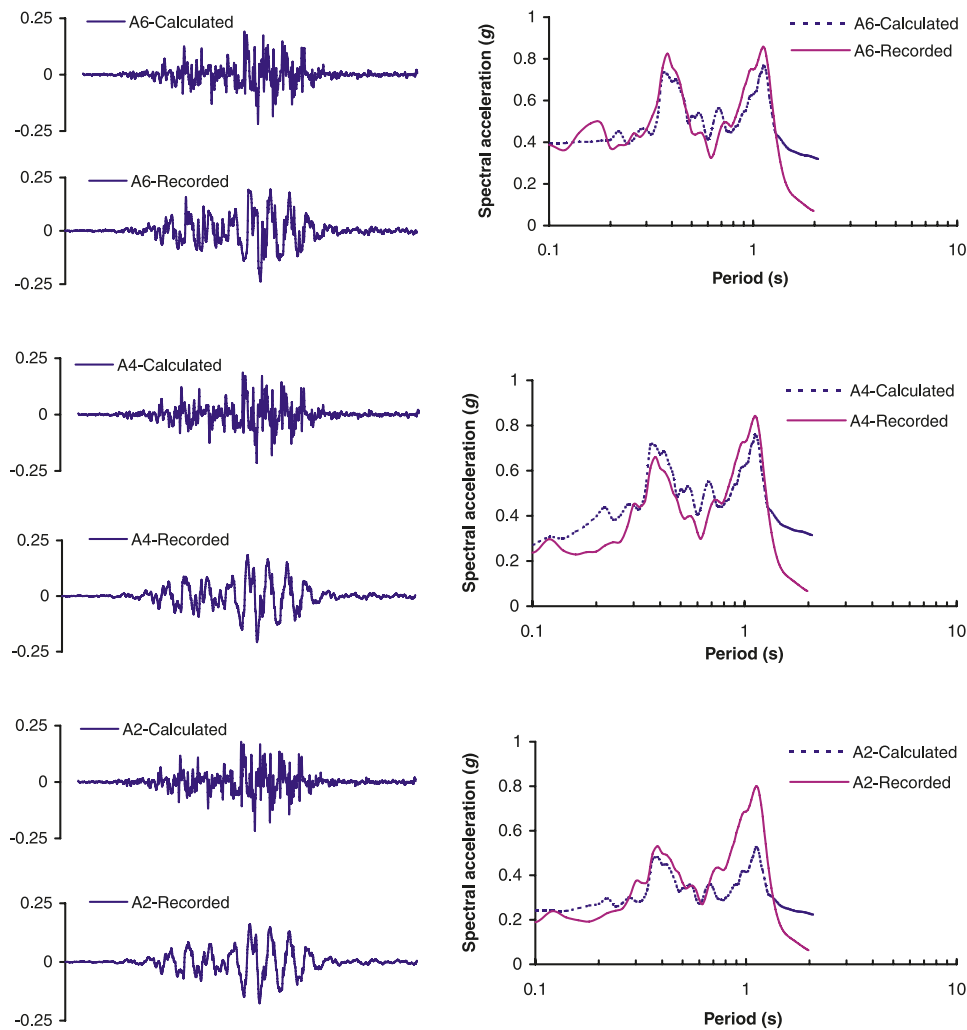 0.25
A6-Calculated
0
-0.25
0.25
A6-Recorded
0
-0.25
1
0.8
0.6
0.4
0.2
0
Spectral acceleration (g)
A6-Calculated
A6-Recorded
0.1
1
10
Period (s)
0.25
A4-Calculated
0
-0.25
0.25
A4-Recorded
0
-0.25
1
0.8
0.6
0.4
0.2
0
Spectral acceleration (g)
A4-Calculated
A4-Recorded
0.1
1
10
Period (s)
0.25
A2-Calculated
0
-0.25
0.25
A2-Recorded
0
-0.25
1
0.8
0.6
0.4
0.2
0
Spectral acceleration (g)
A2-Calculated
A2-Recorded
0.1
1
10
Period (s)